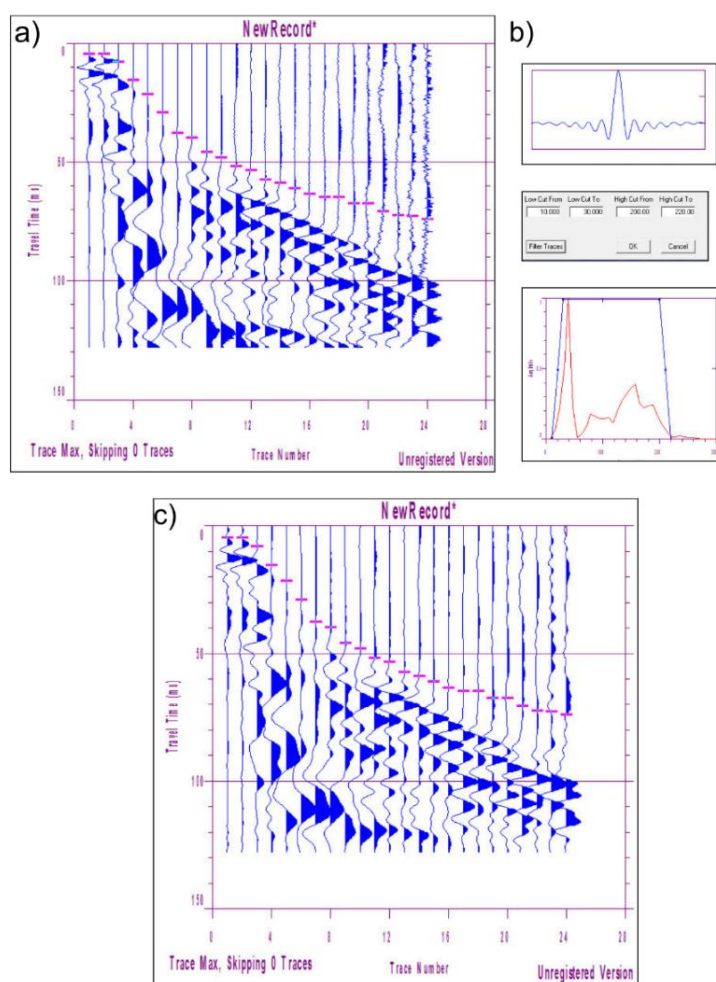 a)
NewRecord*
0
50
100
150
Travel Time (ms)
0 4 8 12 16 20 24 28
Trace Max, Skipping 0 Traces
Trace Number
Unregistered Version
b)
Low Cut From Low Cut To High Cut From High Cut To
10.000 30.000 200.00 220.00
Filter Traces OK Cancel
Amplitude
c)
NewRecord*
0
50
100
150
Travel Time (ms)
0 4 8 12 16 20 24 28
Trace Max, Skipping 0 Traces
Trace Number
Unregistered Version